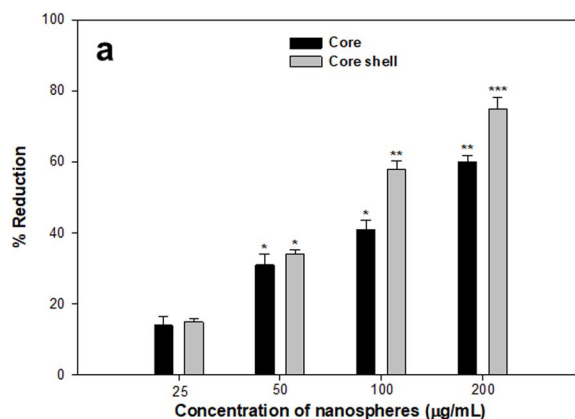 a
Core
Core shell
% Reduction
100
80
60
40
20
0
* * * ** ** ***
25 50 100 200
Concentration of nanospheres (µg/mL)